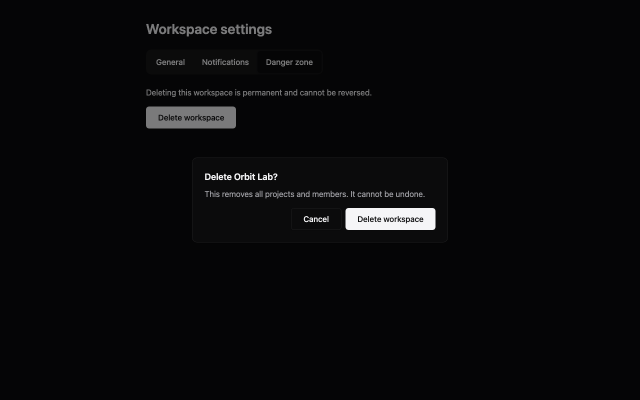 Workspace settings
General Notifications Danger zone
Deleting this workspace is permanent and cannot be reversed.
Delete workspace
Delete Orbit Lab?
This removes all projects and members. It cannot be undone.
Cancel Delete workspace